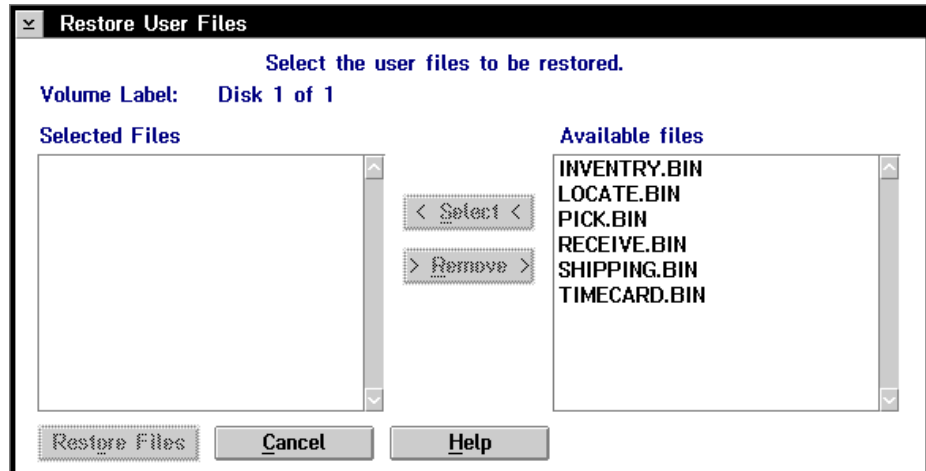 Restore User Files
Select the user files to be restored.
Volume Label: Disk 1 of 1
Selected Files
Available files
INVENTRY.BIN
LOCATE.BIN
PICK.BIN
RECEIVE.BIN
SHIPPING.BIN
TIMECARD.BIN
< Select <
> Remove >
Restore Files Cancel Help